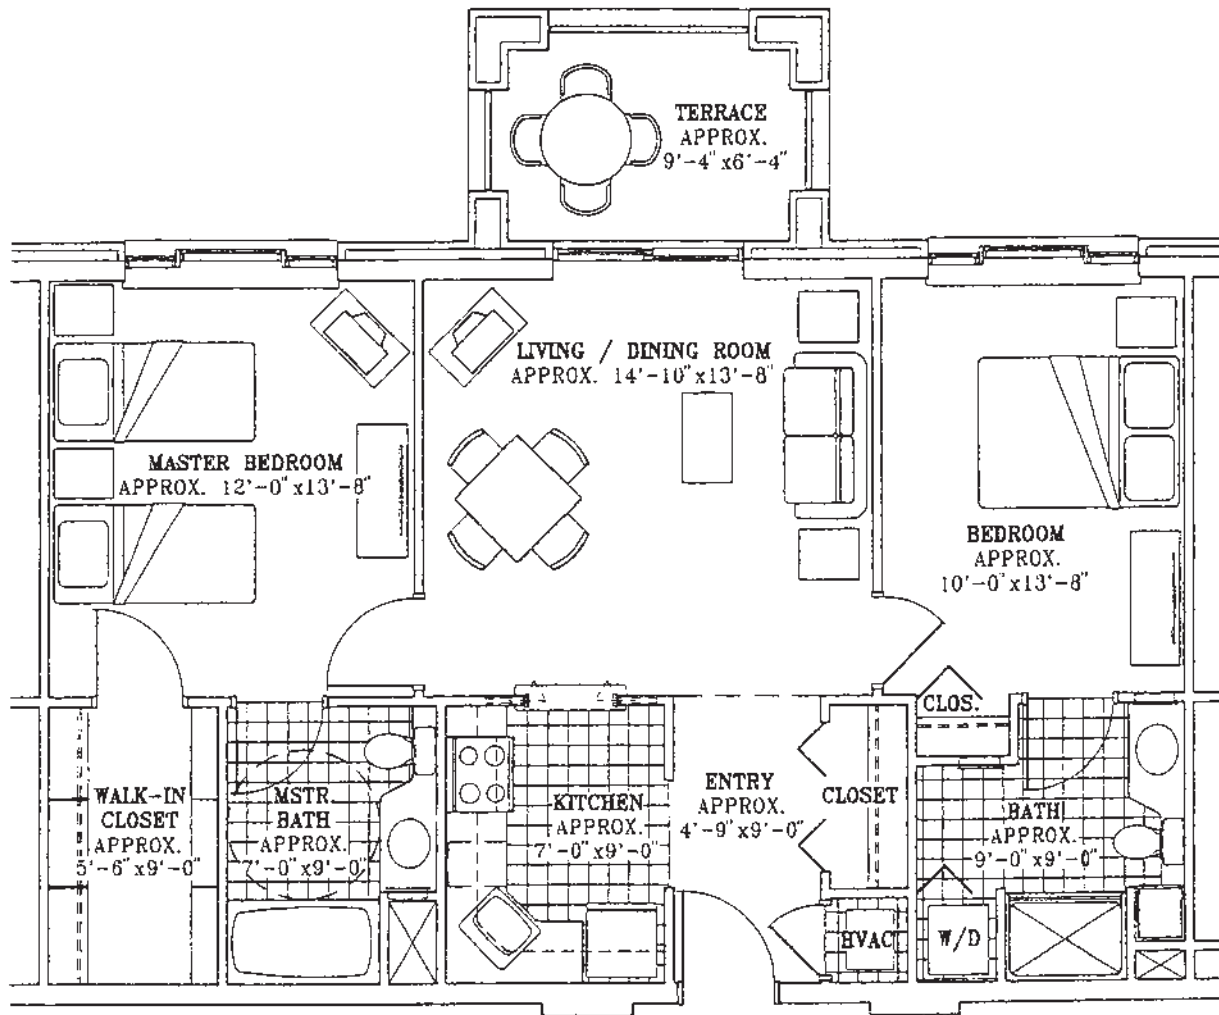 TERRACE
APPROX.
9'-4"x6'-4"
LIVING / DINING ROOM
APPROX. 14'-10"x13'-8"
MASTER BEDROOM
APPROX. 12'-0"x13'-8"
BEDROOM
APPROX.
10'-0"x13'-8"
CLOS.
WALK-IN
CLOSET
APPROX.
5'-6"x9'-0"
MSTR.
BATH
APPROX.
7'-0"x9'-0"
KITCHEN
APPROX.
7'-0"x9'-0"
ENTRY
APPROX.
4'-9"x9'-0"
CLOSET
BATH
APPROX.
9'-0"x9'-0"
HVAC
W/D